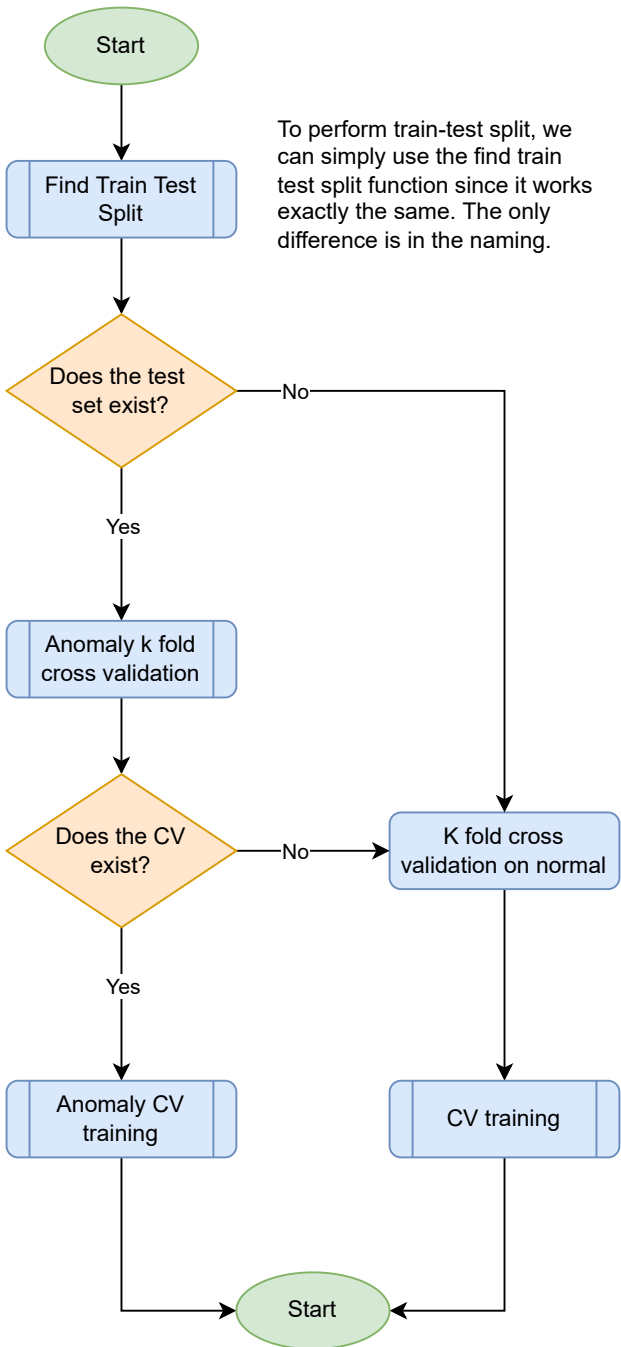 Start
To perform train-test split, we
can simply use the find train
test split function since it works
exactly the same. The only
difference is in the naming.
Find Train Test
Split
Does the test
set exist?
No
Yes
Anomaly k fold
cross validation
Does the CV
exist?
No
K fold cross
validation on normal
Yes
Anomaly CV
training
CV training
Start